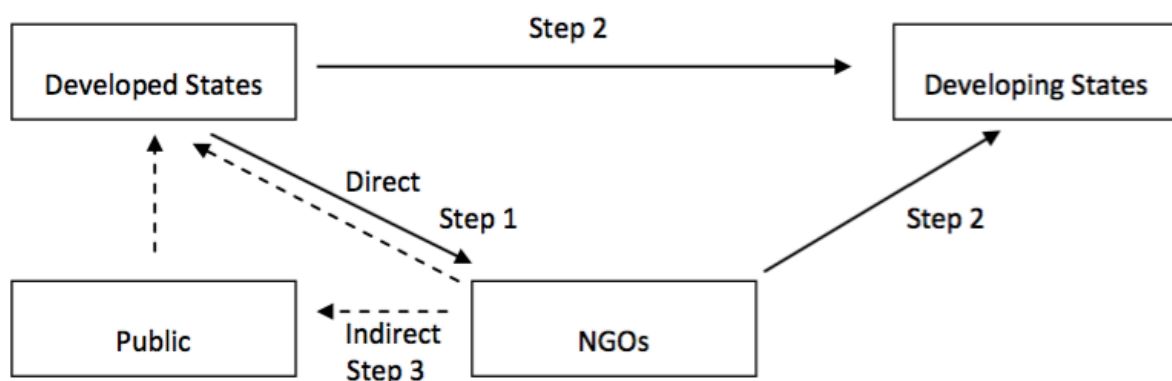 Step 2
Developed States
Developing States
Direct
Step 1
Step 2
Public
Indirect
Step 3
NGOs